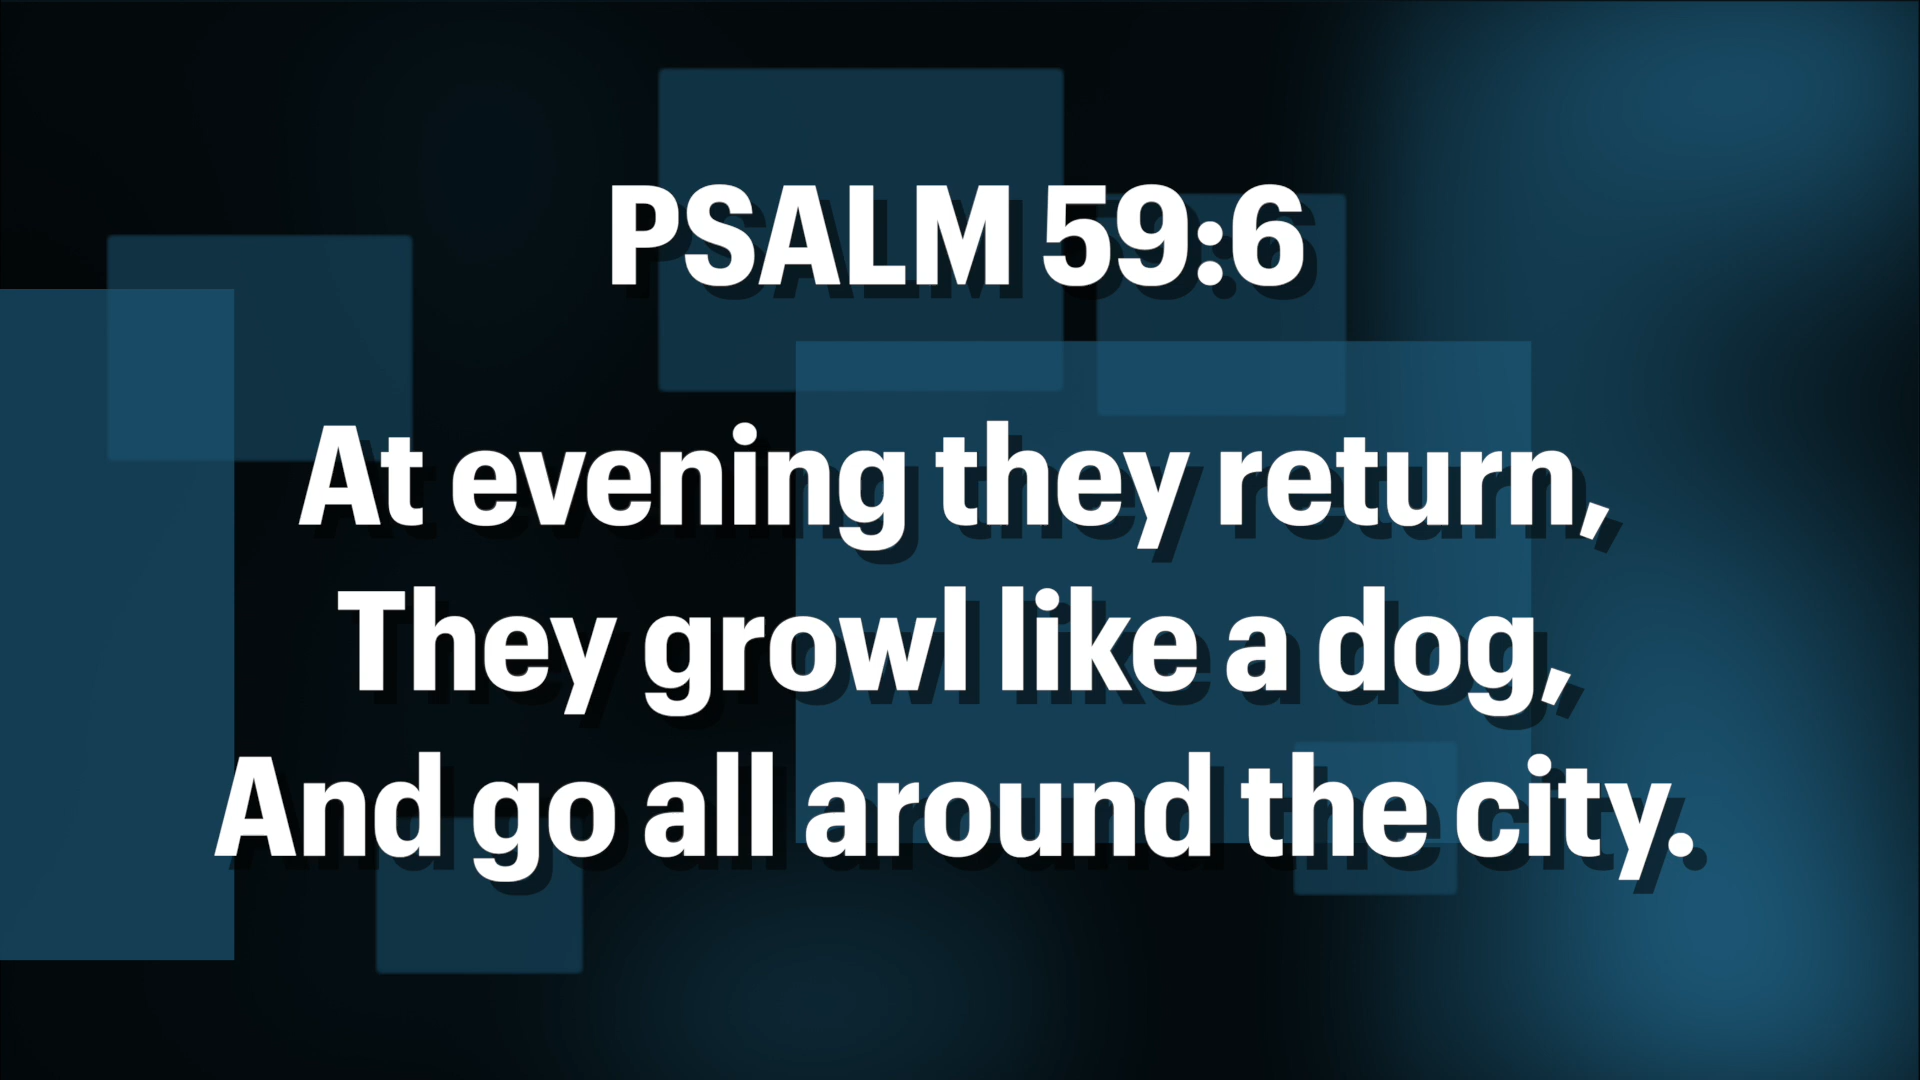 PSALM 59:6
At evening they return,
They growl like a dog,
And go all around the city.